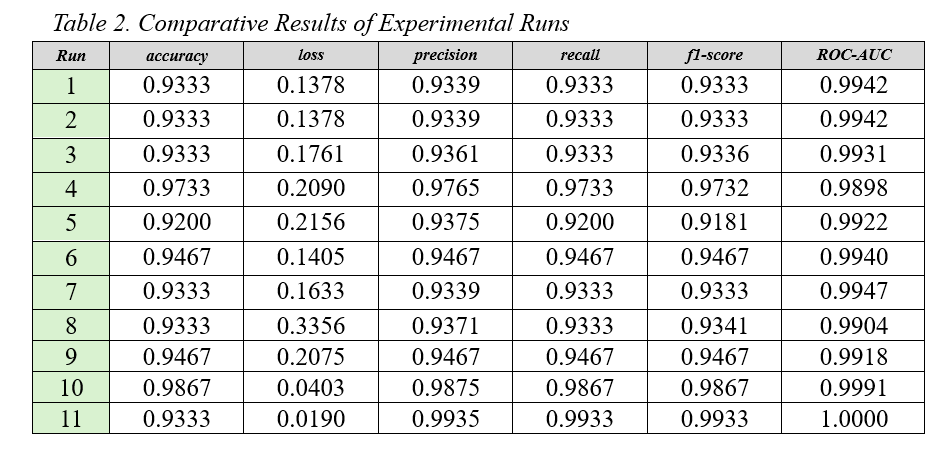 Table 2. Comparative Results of Experimental Runs
Run accuracy loss precision recall f1-score ROC-AUC
1 0.9333 0.1378 0.9339 0.9333 0.9333 0.9942
2 0.9333 0.1378 0.9339 0.9333 0.9333 0.9942
3 0.9333 0.1761 0.9361 0.9333 0.9336 0.9931
4 0.9733 0.2090 0.9765 0.9733 0.9732 0.9898
5 0.9200 0.2156 0.9375 0.9200 0.9181 0.9922
6 0.9467 0.1405 0.9467 0.9467 0.9467 0.9940
7 0.9333 0.1633 0.9339 0.9333 0.9333 0.9947
8 0.9333 0.3356 0.9371 0.9333 0.9341 0.9904
9 0.9467 0.2075 0.9467 0.9467 0.9467 0.9918
10 0.9867 0.0403 0.9875 0.9867 0.9867 0.9991
11 0.9333 0.0190 0.9935 0.9933 0.9933 1.0000